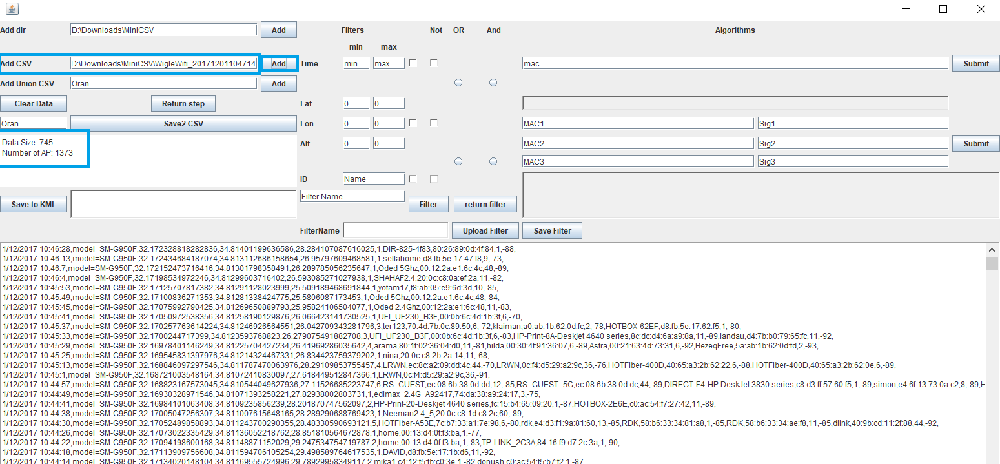 Add dir D:\Downloads\MiniCSV Add Filters Not OR And Algorithms
min max
Add CSV D:\Downloads\MiniCSV\WigleWifi_20171201104714 Add Time min max mac Submit
Add Union CSV Oran Add
Clear Data Return step Lat 0 0
Oran Save2 CSV Lon 0 0 MAC1 Sig1
Data Size: 745 Alt 0 0 MAC2 Sig2 Submit
Number of AP: 1373
MAC3 Sig3
ID Name
Filter Name
Save to KML Filter return filter
FilterName Upload Filter Save Filter
1/12/2017 10:46:28,model=SM-G950F,32.172328818282836,34.81401199636586,28.284107087616025,1,DIR-825-4f83,80:26:89:0d:4f:84,1,-88,
1/12/2017 10:46:13,model=SM-G950F,32.172434684187074,34.813112686158654,26.95797609468581,1,sellahome,d8:fb:5e:17:47:f8,9,-73,
1/12/2017 10:46:7,model=SM-G950F,32.172152473716416,34.81301798358491,26.289785056235647,1,Oded 5Ghz,00:12:2a:e1:6c:4c,48,-89,
1/12/2017 10:46:4,model=SM-G950F,32.17198534972246,34.81299603716402,26.593085271027938,1,SHAHAF2.4,20:0c:c8:0a:ef:2a,11,-82,
1/12/2017 10:45:53,model=SM-G950F,32.17125707817382,34.81291128023999,25.509189468691844,1,yotam17,f8:ab:05:e9:6d:3d,10,-85,
1/12/2017 10:45:49,model=SM-G950F,32.17100836271353,34.81281338424775,25.5806087173453,1,Oded 5Ghz,00:12:2a:e1:6c:4c,48,-84,
1/12/2017 10:45:45,model=SM-G950F,32.17075992790425,34.81269650889793,25.95824106504077,1,Oded 2.4Ghz,00:12:2a:e1:6c:48,11,-83,
1/12/2017 10:45:41,model=SM-G950F,32.17050972538356,34.81258190129876,26.066423141730525,1,UFI_UF230_B3F,00:0b:6c:4d:1b:3f,6,-70,
1/12/2017 10:45:37,model=SM-G950F,32.170257763614224,34.81246926564551,26.042709343281796,3,ter123,70:4d:7b:0c:89:50,6,-72,klaiman,a0:ab:1b:62:0d:fc,2,-78,HOTBOX-62EF,d8:fb:5e:17:62:f5,1,-80,
1/12/2017 10:45:33,model=SM-G950F,32.1700244717399,34.8123593768823,26.279075491882708,3,UFI_UF230_B3F,00:0b:6c:4d:1b:3f,6,-83,HP-Print-8A-Deskjet 4640 series,8c:dc:d4:6a:a9:8a,11,-89,landau,d4:7b:b0:79:65:fc,11,-92,
1/12/2017 10:45:29,model=SM-G950F,32.16978401146249,34.81225704427234,26.41969286035642,4,arama,80:1f:02:36:04:d0,11,-81,hilda,00:30:4f:91:36:07,6,-89,Astra,00:21:63:4d:73:31,6,-92,BezeqFree,5a:ab:1b:62:0d:fd,2,-93,
1/12/2017 10:45:25,model=SM-G950F,32.169545831397976,34.81214324467331,26.834423759379202,1,nina,20:0c:c8:2b:2a:14,11,-68,
1/12/2017 10:45:13,model=SM-G950F,32.168846097297546,34.811787470063976,28.29109853755457,4,LRWN,ec:8c:a2:09:dd:4c,44,-70,LRWN,0c:f4:d5:29:a2:9c,36,-76,HOTFiber-400D,40:65:a3:2b:62:22,6,-88,HOTFiber-400D,40:65:a3:2b:62:0e,6,-89,
1/12/2017 10:45:1,model=SM-G950F,32.168721003548164,34.81072410830097,27.618449512847366,1,LRWN,0c:f4:d5:29:a2:9c,36,-91,
1/12/2017 10:44:57,model=SM-G950F,32.168823167573045,34.810544049627936,27.11526685223747,6,RS_GUEST,ec:08:6b:38:0d:dd,12,-85,RS_GUEST_5G,ec:08:6b:38:0d:dc,44,-89,DIRECT-F4-HP DeskJet 3830 series,c8:d3:ff:57:60:f5,1,-89,simon,e4:6f:13:73:0a:c2,8,-89,H
1/12/2017 10:44:49,model=SM-G950F,32.16930328971546,34.81071393258221,27.82938002803731,1,edimax_2.4G_A92417,74:da:38:a9:24:17,3,-75,
1/12/2017 10:44:41,model=SM-G950F,32.16984101063408,34.8109235856239,28.201870747562097,2,HP-Print-20-Deskjet 4640 series,fc:15:b4:65:09:20,1,-87,HOTBOX-2E6E,c0:ac:54:f7:27:42,11,-89,
1/12/2017 10:44:38,model=SM-G950F,32.17005047256307,34.811007615648165,28.289290688769423,1,Neeman2.4_5,20:0c:c8:1d:c8:2c,60,-89,
1/12/2017 10:44:30,model=SM-G950F,32.17052489858893,34.811243700290355,28.48330590693121,5,HOTFiber-A53E,7c:b7:33:a1:7e:98,6,-80,rdk,e4:d3:f1:9a:81:60,13,-85,RDK,58:b6:33:34:81:a8,1,-85,RDK,58:b6:33:34:ae:f8,11,-85,dlink,40:9b:cd:11:2f:88,44,-92,
1/12/2017 10:44:26,model=SM-G950F,32.17073022335429,34.81136052218762,28.851810564672878,1,home,00:13:d4:0f:f3:ba,1,-77,
1/12/2017 10:44:22,model=SM-G950F,32.17094198600168,34.81148871152029,29.247534754719787,2,home,00:13:d4:0f:f3:ba,1,-83,TP-LINK_2C3A,84:16:f9:d7:2c:3a,1,-90,
1/12/2017 10:44:18,model=SM-G950F,32.17113909756608,34.811594706105254,29.498589764617535,1,DAVID,d8:fb:5e:17:1b:d6,11,-92,
1/12/2017 10:44:14,model=SM-G950F,32.17134020148104,34.81169555724996,29.78929958349117,2,mika1,c4:12:f5:fb:c0:3e,1,-82,donush,c0:ac:54:f5:b7:f2,1,-87